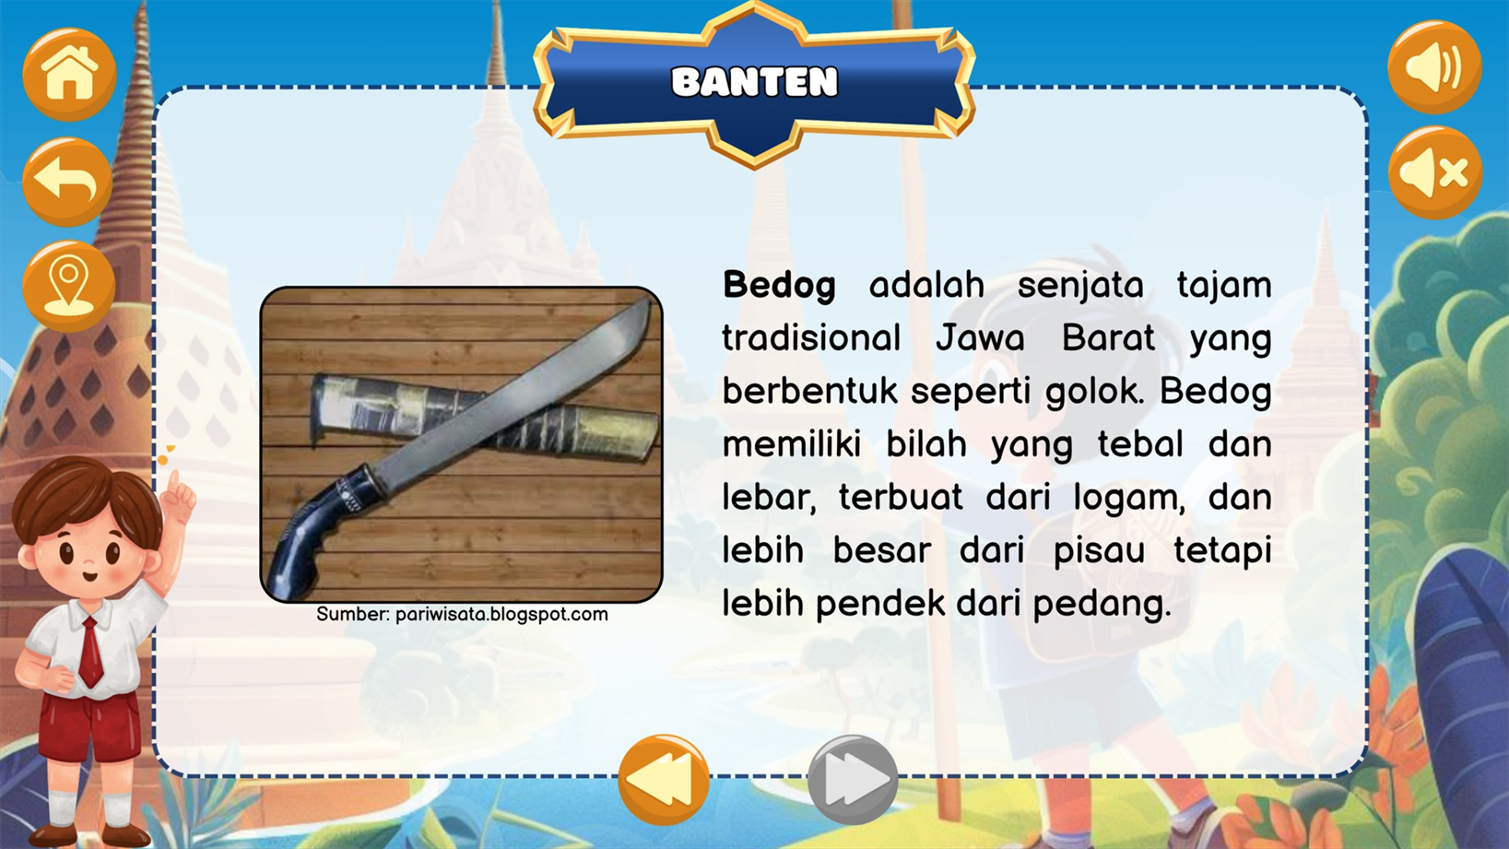 BANTEN
Bedog adalah senjata tajam
tradisional Jawa Barat yang
berbentuk seperti golok. Bedog
memiliki bilah yang tebal dan
lebar, terbuat dari logam, dan
lebih besar dari pisau tetapi
lebih pendek dari pedang.
Sumber: pariwisata.blogspot.com